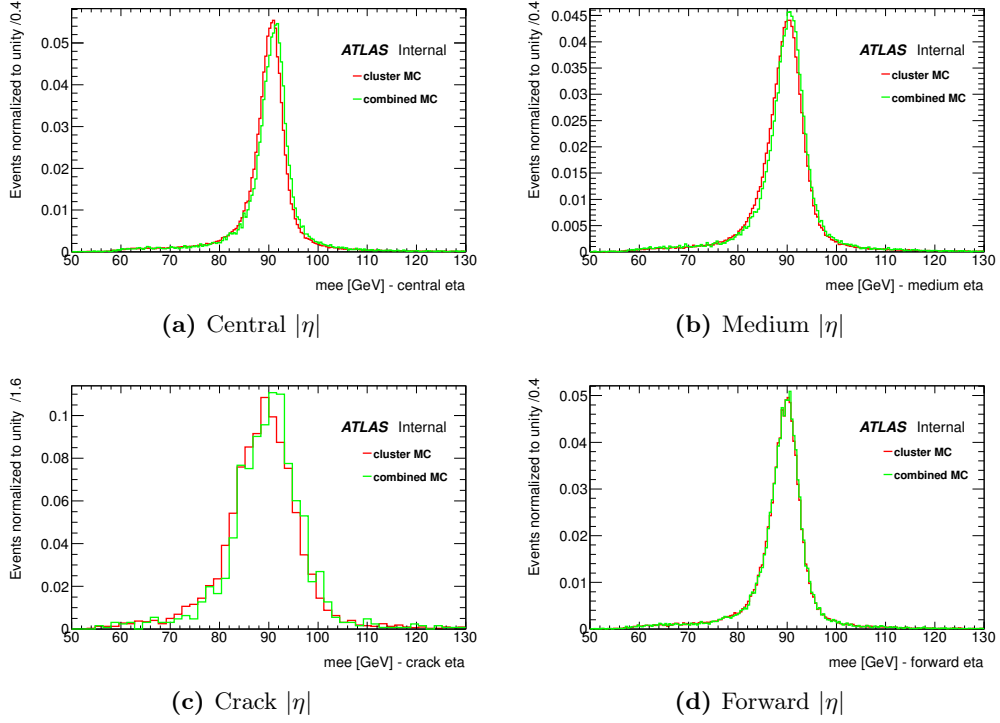 Events normalized to unity /0.4
0.05
0.04
0.03
0.02
0.01
0
ATLAS Internal
cluster MC
combined MC
50 60 70 80 90 100 110 120 130
mee [GeV] - central eta
(a) Central |η|
Events normalized to unity /0.4
0.045
0.04
0.035
0.03
0.025
0.02
0.015
0.01
0.005
0
ATLAS Internal
cluster MC
combined MC
50 60 70 80 90 100 110 120 130
mee [GeV] - medium eta
(b) Medium |η|
Events normalized to unity /1.6
0.1
0.08
0.06
0.04
0.02
0
ATLAS Internal
cluster MC
combined MC
50 60 70 80 90 100 110 120 130
mee [GeV] - crack eta
(c) Crack |η|
Events normalized to unity /0.4
0.05
0.04
0.03
0.02
0.01
0
ATLAS Internal
cluster MC
combined MC
50 60 70 80 90 100 110 120 130
mee [GeV] - forward eta
(d) Forward |η|